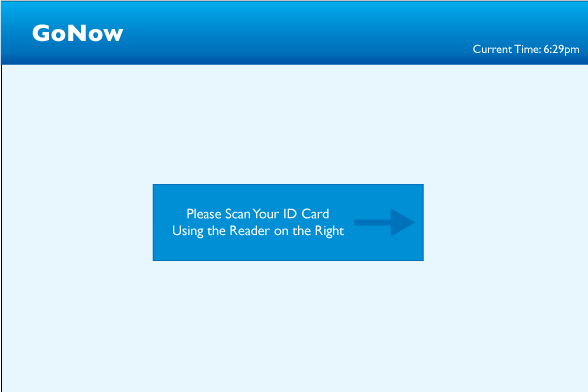 GoNow
Current Time: 6:29pm
Please Scan Your ID Card
Using the Reader on the Right